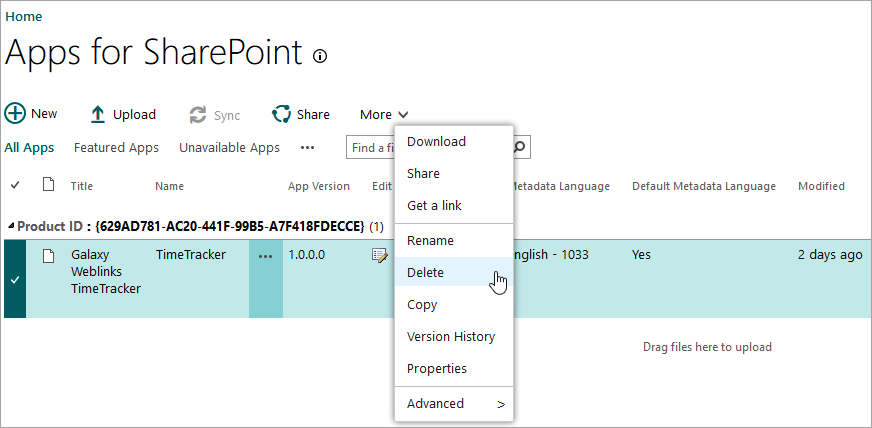 Home
Apps for SharePoint
New Upload Sync Share More
All Apps Featured Apps Unavailable Apps ••• Find a fi
Download
Share
Get a link
Rename
Delete
Copy
Version History
Properties
Advanced >
Title Name App Version Edit Metadata Language Default Metadata Language Modified
Product ID : {629AD781-AC20-441F-99B5-A7F418FDECCE} (1)
Galaxy Weblinks TimeTracker
TimeTracker ••• 1.0.0.0 nglish - 1033 Yes 2 days ago
Drag files here to upload